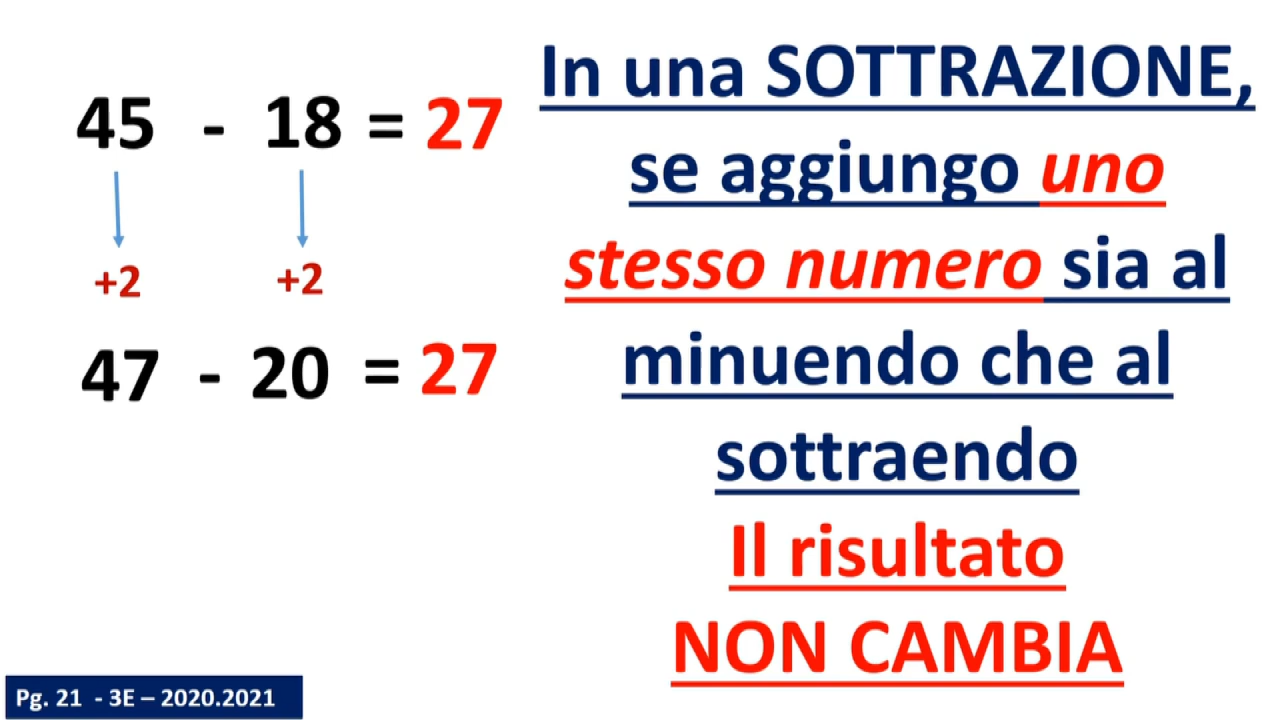 45 - 18 = 27
+2 +2
47 - 20 = 27
In una SOTTRAZIONE,
se aggiungo uno
stesso numero sia al
minuendo che al
sottraendo
Il risultato
NON CAMBIA
Pg. 21 - 3E – 2020.2021